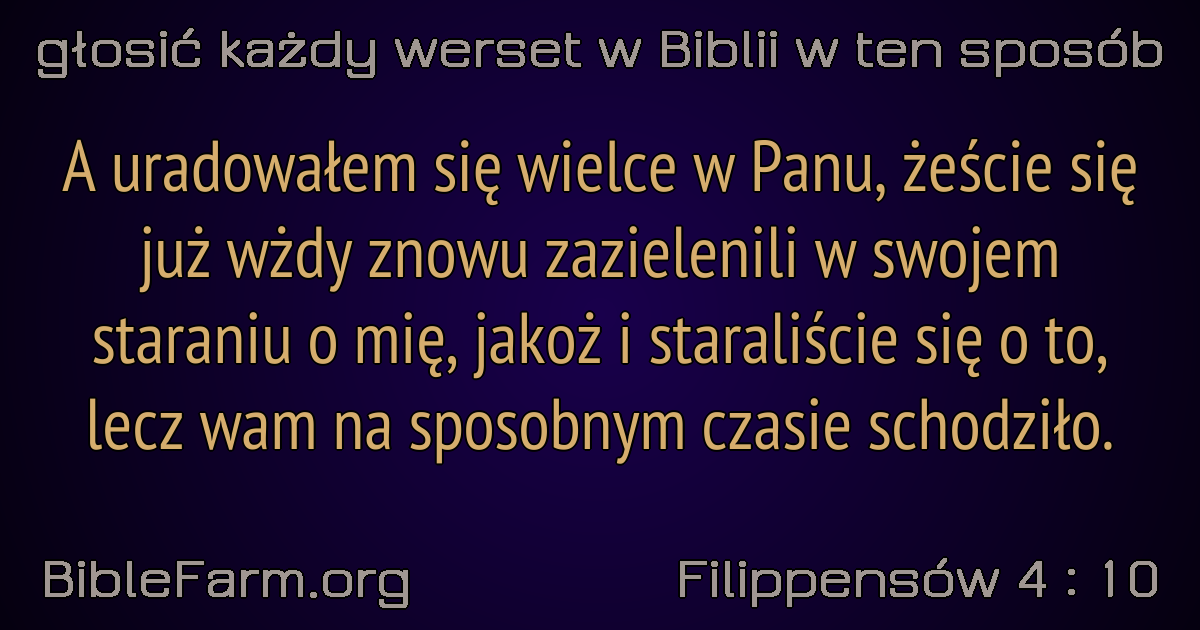 głosić każdy werset w Biblii w ten sposób
A uradowałem się wielce w Panu, żeście się
już wżdy znowu zazielenili w swojem
staraniu o mię, jakoż i staraliście się o to,
lecz wam na sposobnym czasie schodziło.
BibleFarm.org
Filippensów 4 : 10